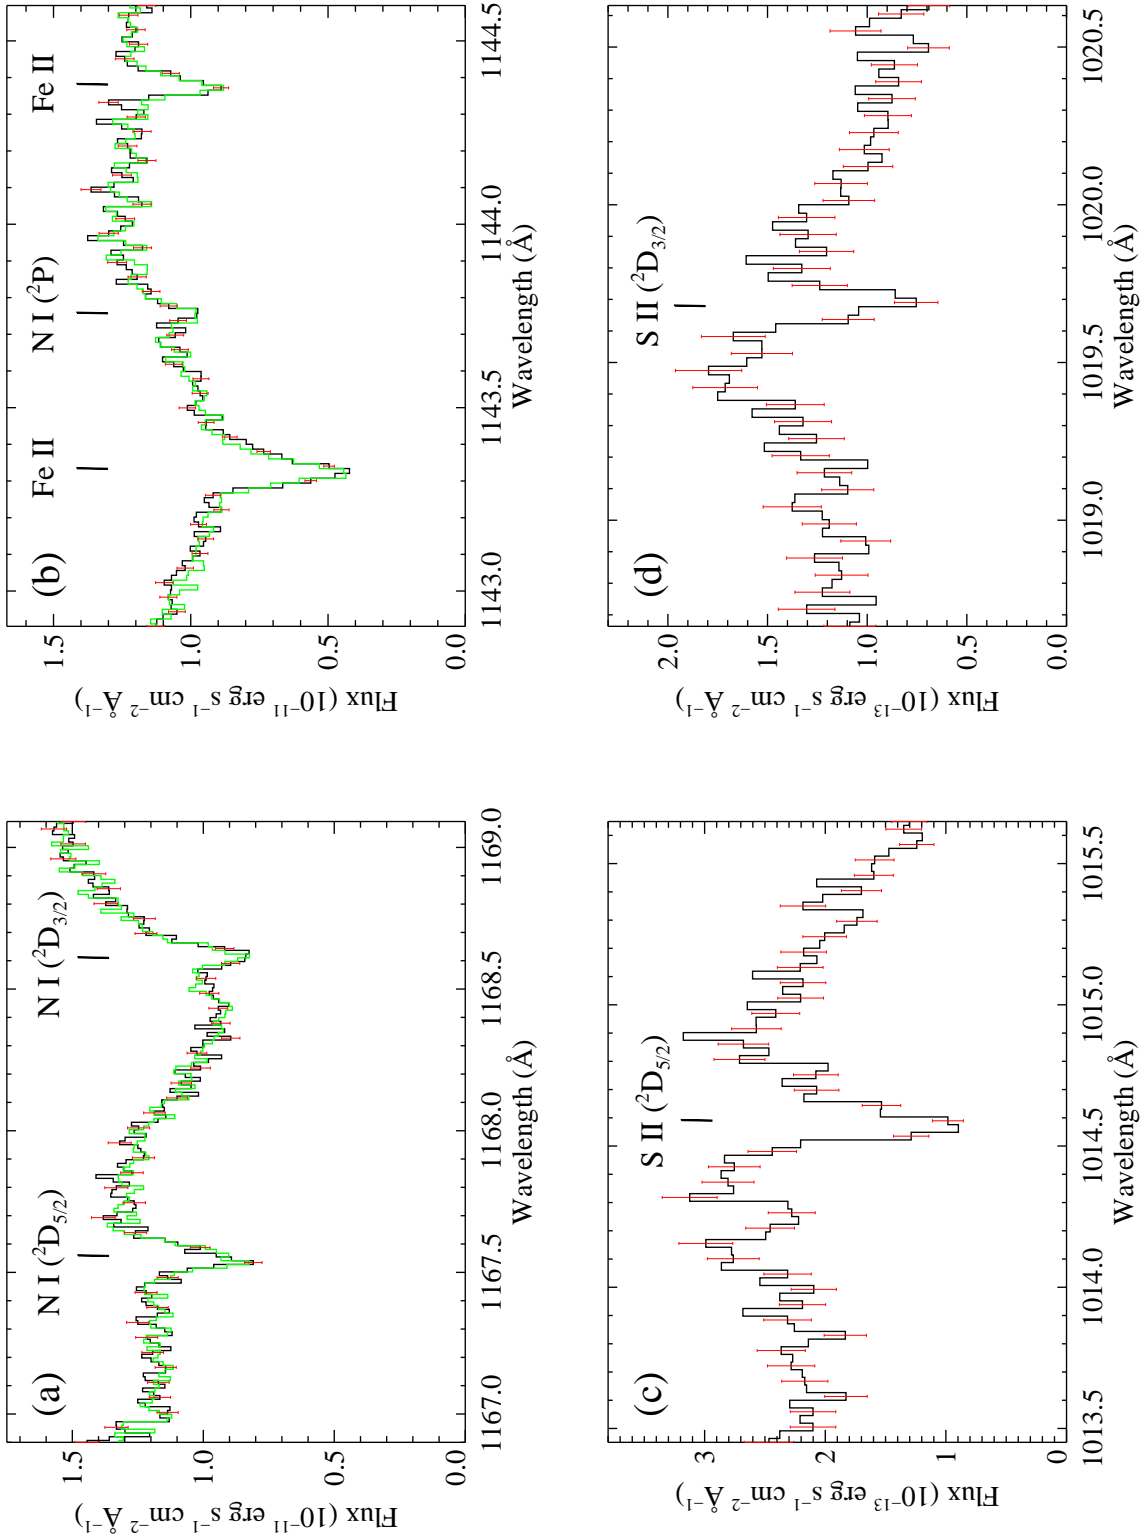 (a)
N I (²D₅/₂)
N I (²D₃/₂)
1.5
1.0
0.5
0.0
Flux (10⁻¹¹ erg s⁻¹ cm⁻² Å⁻¹)
1167.0 1167.5 1168.0 1168.5 1169.0
Wavelength (Å)
(b)
Fe II
N I (²P)
Fe II
1.5
1.0
0.5
0.0
Flux (10⁻¹¹ erg s⁻¹ cm⁻² Å⁻¹)
1143.0 1143.5 1144.0 1144.5
Wavelength (Å)
(c)
S II (²D₅/₂)
3
2
1
0
Flux (10⁻¹³ erg s⁻¹ cm⁻² Å⁻¹)
1013.5 1014.0 1014.5 1015.0 1015.5
Wavelength (Å)
(d)
S II (²D₃/₂)
2.0
1.5
1.0
0.5
0.0
Flux (10⁻¹³ erg s⁻¹ cm⁻² Å⁻¹)
1019.0 1019.5 1020.0 1020.5
Wavelength (Å)